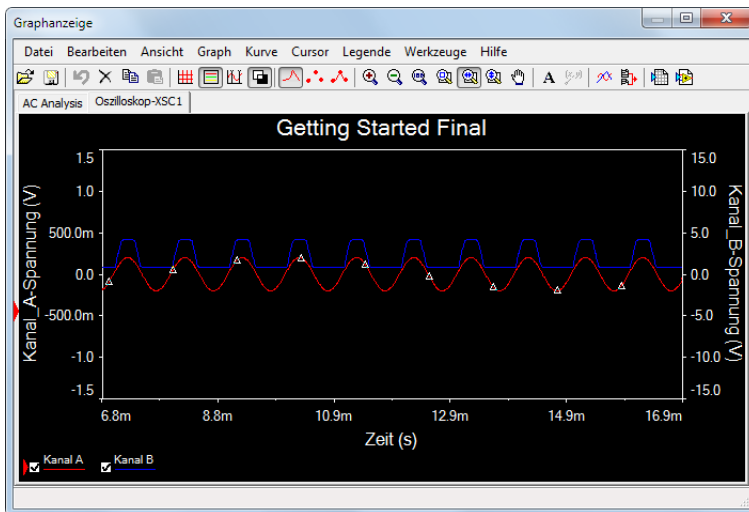 Graphanzeige
Datei Bearbeiten Ansicht Graph Kurve Cursor Legende Werkzeuge Hilfe
A
AC Analysis Oszilloskop-XSC1
Getting Started Final
Kanal_A-Spannung (V)
1.5
1.0
500.0m
0.0
-500.0m
-1.0
-1.5
15.0
10.0
5.0
0.0
-5.0
-10.0
-15.0
Kanal_B-Spannung (V)
6.8m 8.8m 10.9m 12.9m 14.9m 16.9m
Zeit (s)
Kanal A Kanal B